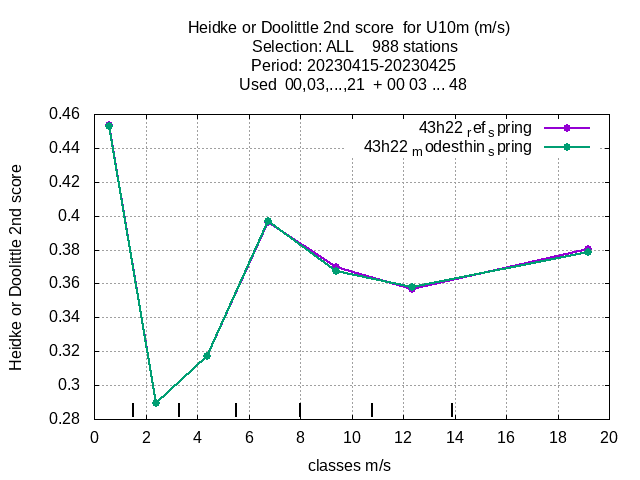 Heidke or Doolittle 2nd score  for U10m (m/s)
Selection: ALL    988 stations
Period: 20230415-20230425
Used  00,03,...,21  + 00 03 ... 48
43h22 ref spring
43h22 modesthin spring
Heidke or Doolittle 2nd score
0.46
0.44
0.42
0.4
0.38
0.36
0.34
0.32
0.3
0.28
0 2 4 6 8 10 12 14 16 18 20
classes m/s